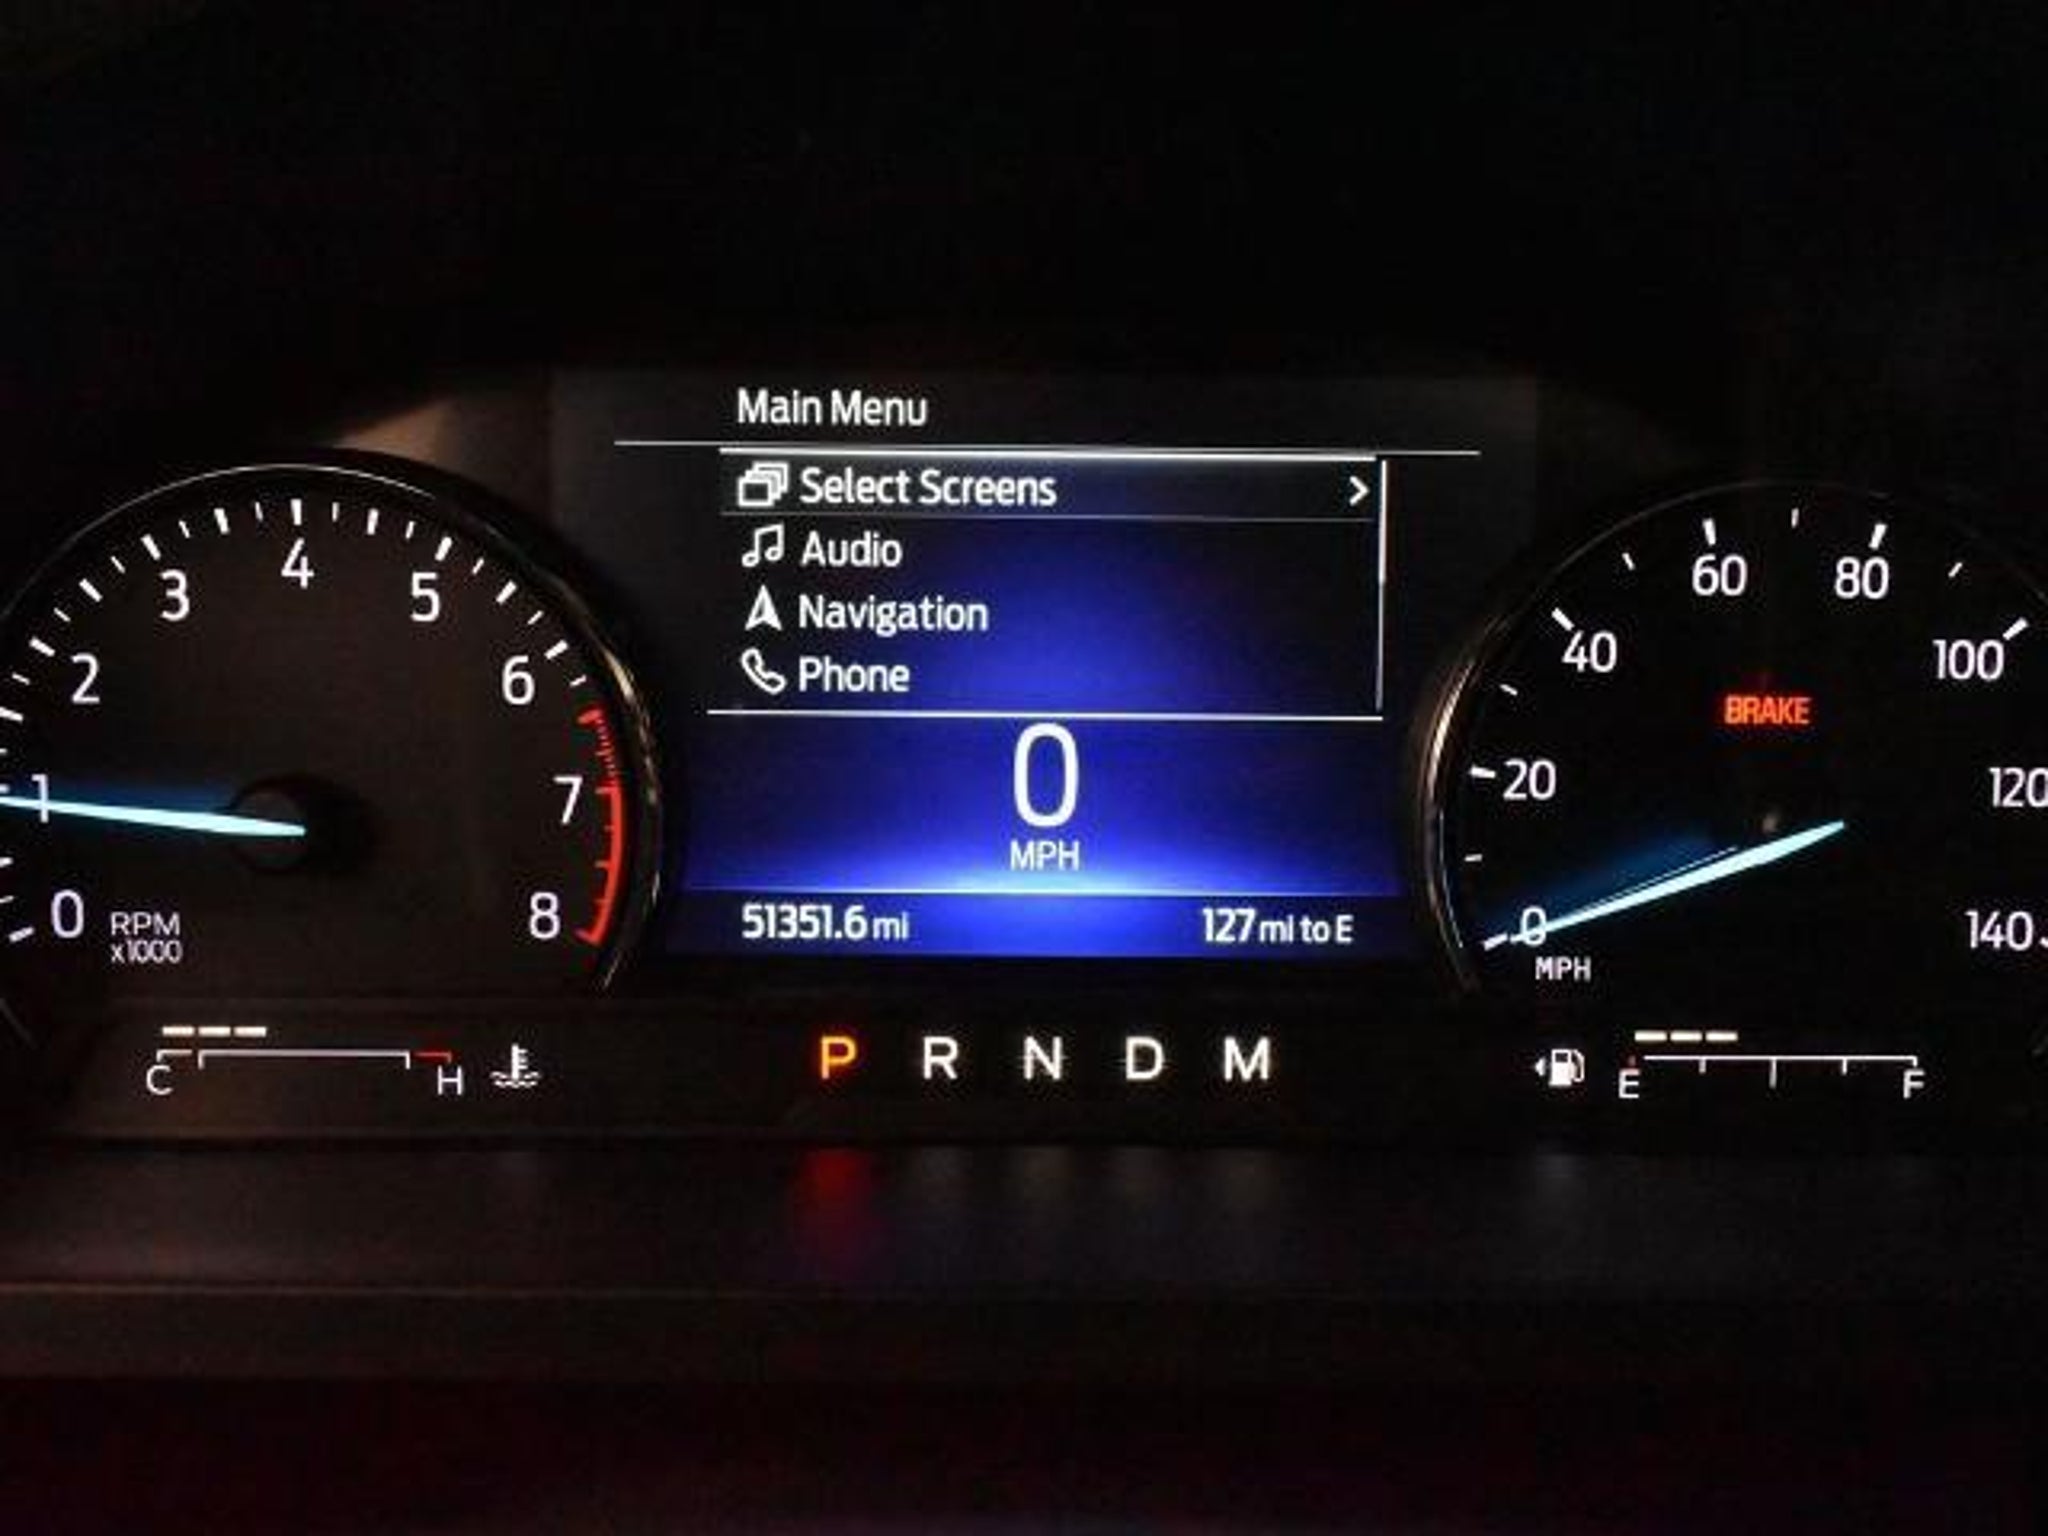 Main Menu
Select Screens >
Audio
Navigation
Phone
0
MPH
51351.6 mi
127 mi to E
0
1
2
3
4
5
6
7
8
RPM
x1000
0
20
40
60
80
100
120
140
MPH
BRAKE
C
H
P R N D M
E
F